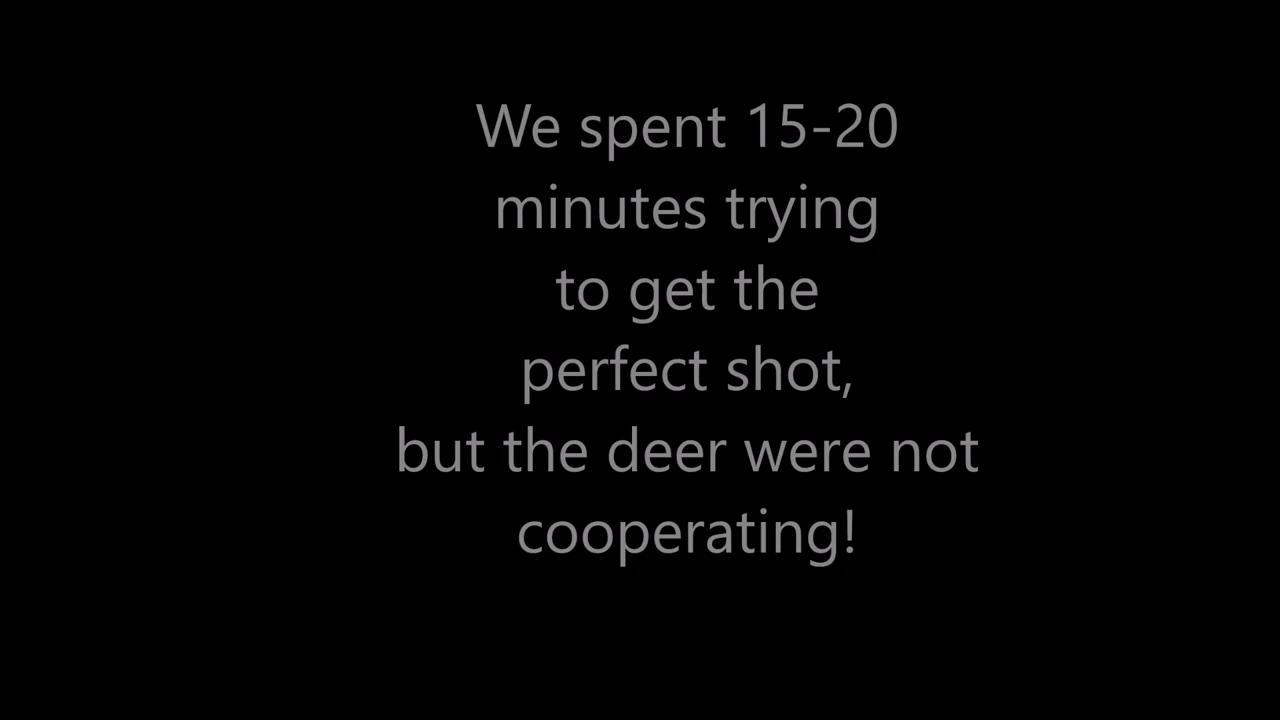 We spent 15-20
minutes trying
to get the
perfect shot,
but the deer were not
cooperating!